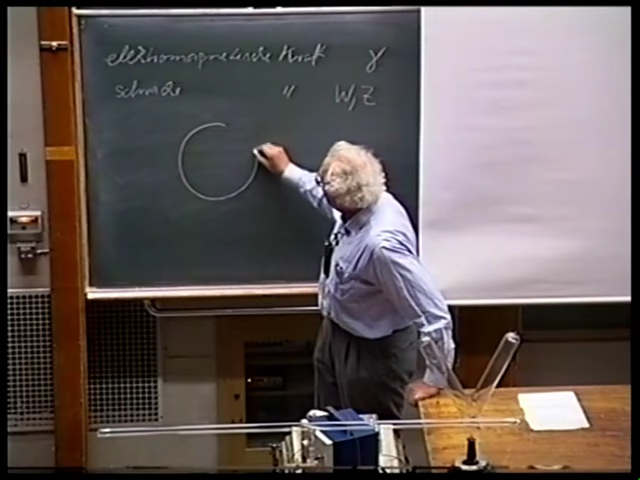 elektromagnetische Kraft γ
schwache " W, Z